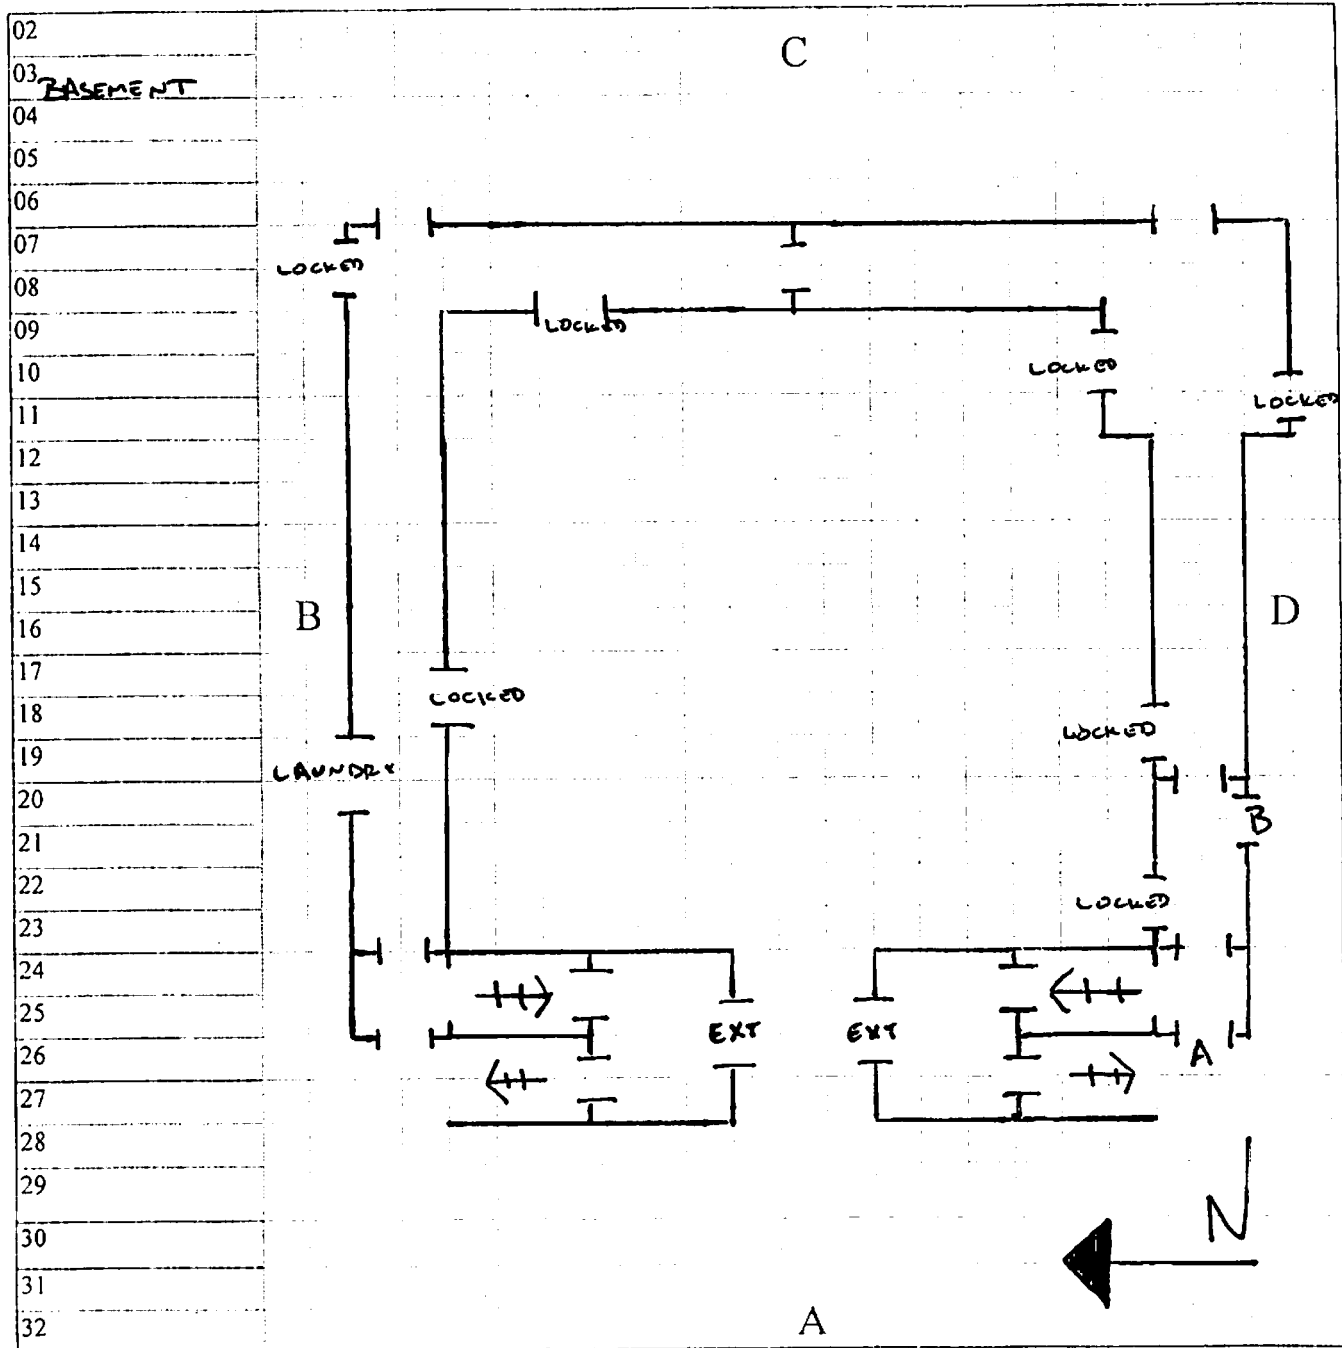 02
C
03 BASEMENT
04
05
06
07
LOCKED
08
09 LOCKED
10 LOCKED
11 LOCKED
12
13
14
15
B D
16
17
LOCKED
18
LOCKED
19
LAUNDRY
20
B
21
22
LOCKED
23
24
25
EXT EXT
26 A
27
28
29
N
30
31
32 A